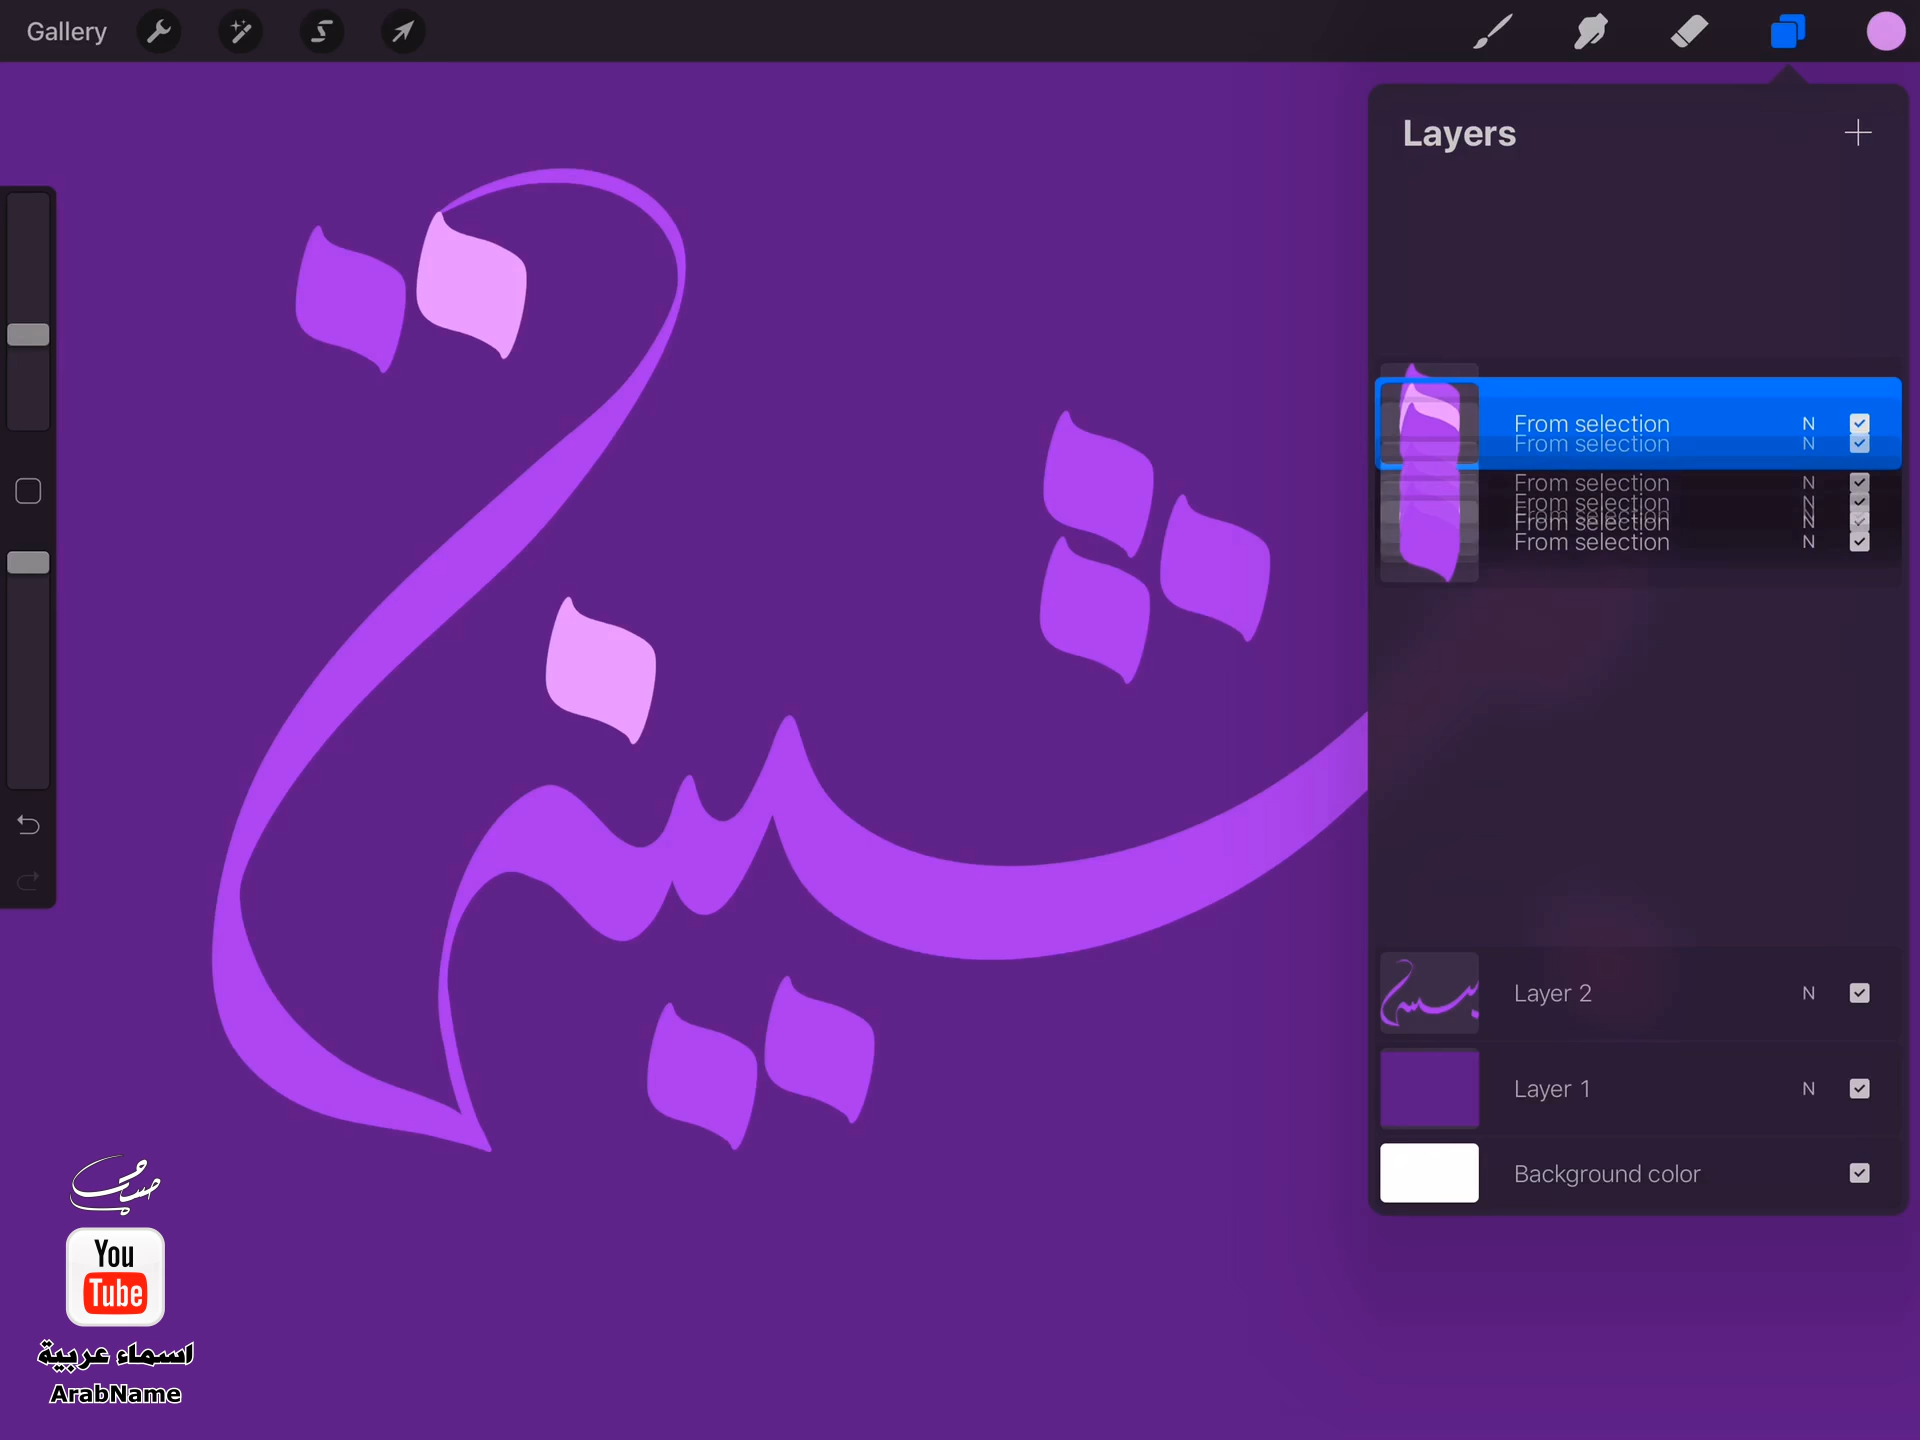 Gallery
Layers
From selection N
From selection N
From selection N
From selection N
From selection N
From selection N
Layer 2 N
Layer 1 N
Background color
You
Tube
اسماء عربية
ArabName